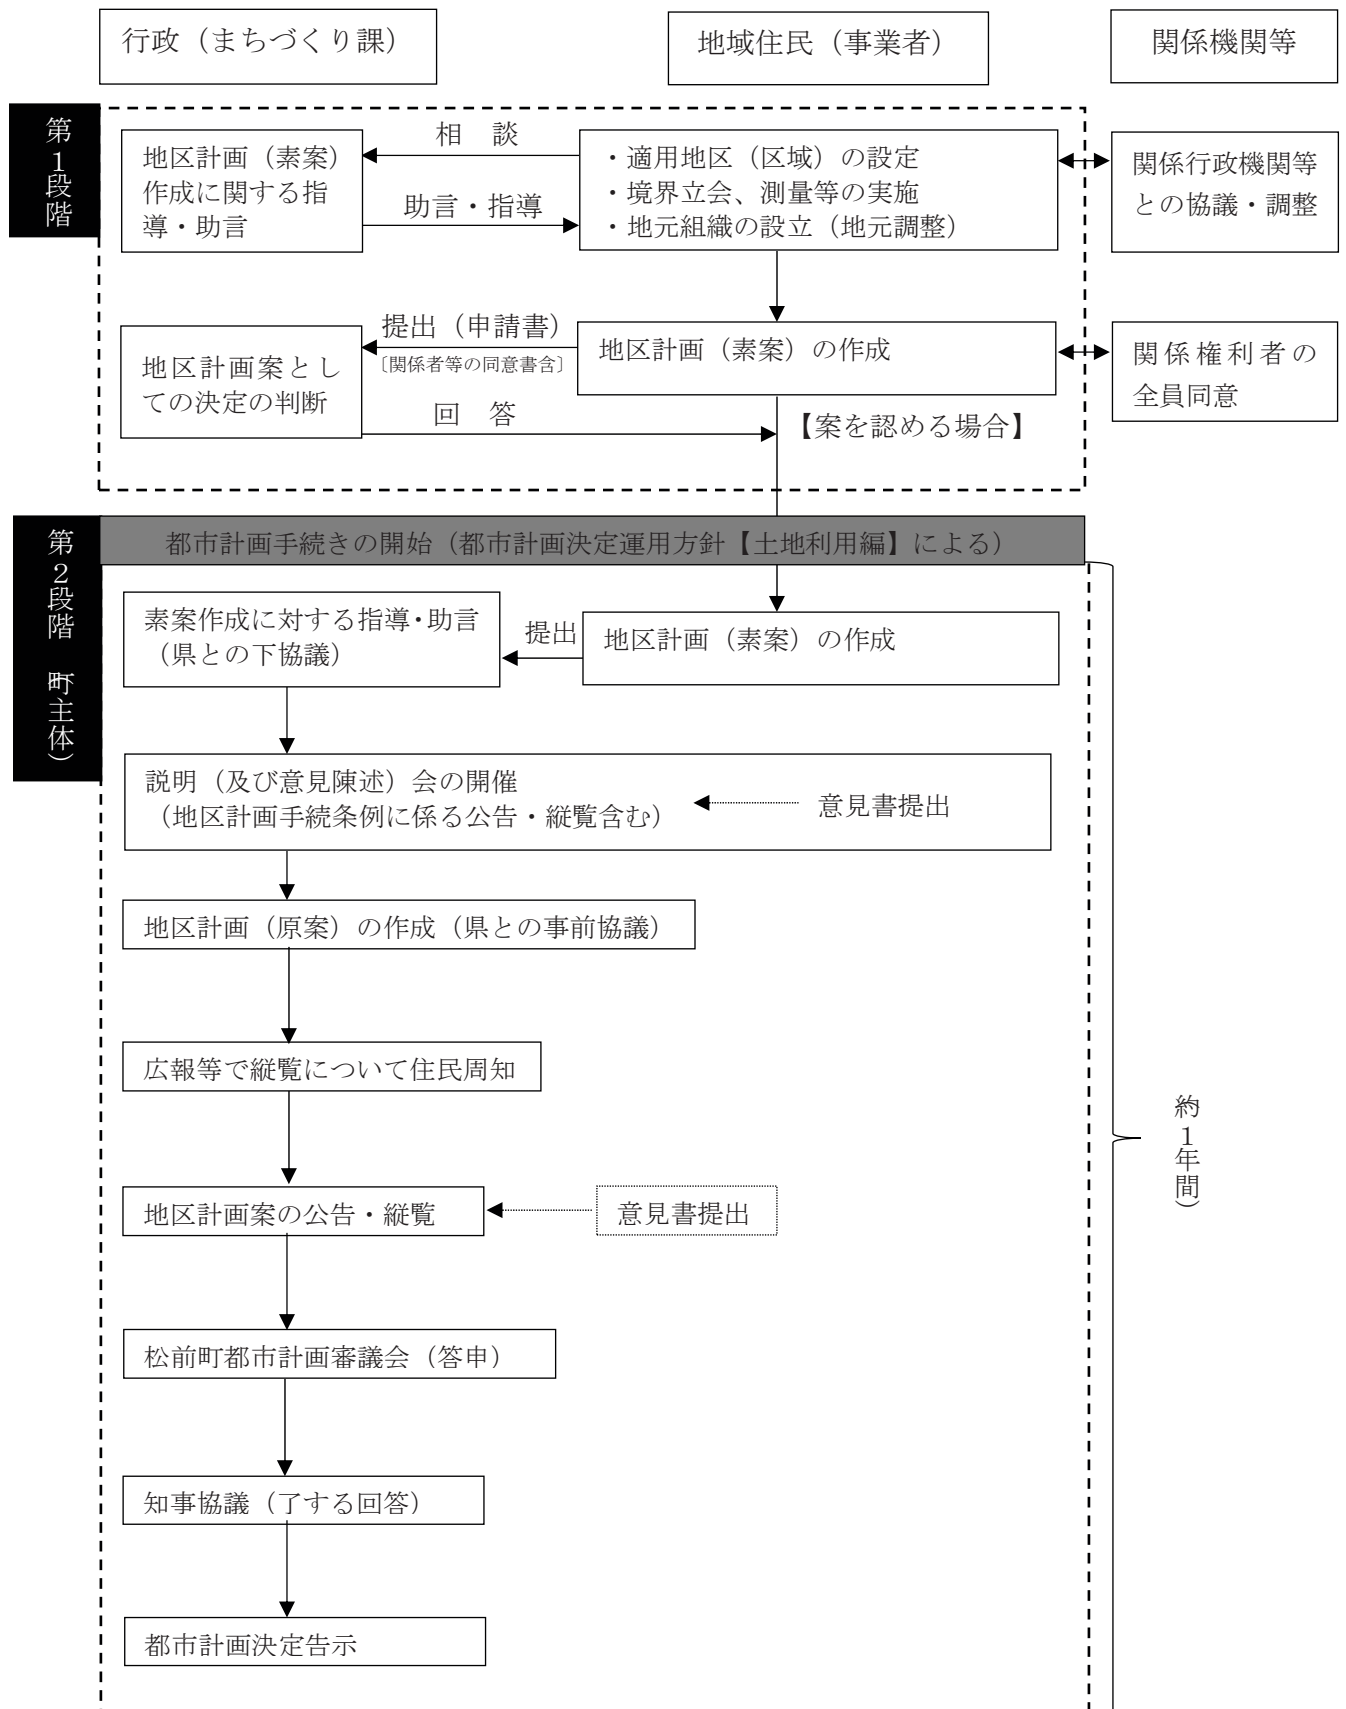 行政（まちづくり課）
地域住民（事業者）
関係機関等
第１段階
地区計画（素案）
作成に関する指
導・助言
相　談
助言・指導
・適用地区（区域）の設定
・境界立会、測量等の実施
・地元組織の設立（地元調整）
関係行政機関等
との協議・調整
地区計画案とし
ての決定の判断
提出（申請書）
〔関係者等の同意書含〕
回　答
地区計画（素案）の作成
【案を認める場合】
関係権利者の
全員同意
第２段階　町主体）
都市計画手続きの開始（都市計画決定運用方針【土地利用編】による）
素案作成に対する指導・助言
（県との下協議）
提出
地区計画（素案）の作成
説明（及び意見陳述）会の開催
（地区計画手続条例に係る公告・縦覧含む）
意見書提出
地区計画（原案）の作成（県との事前協議）
広報等で縦覧について住民周知
約１年間）
地区計画案の公告・縦覧
意見書提出
松前町都市計画審議会（答申）
知事協議（了する回答）
都市計画決定告示